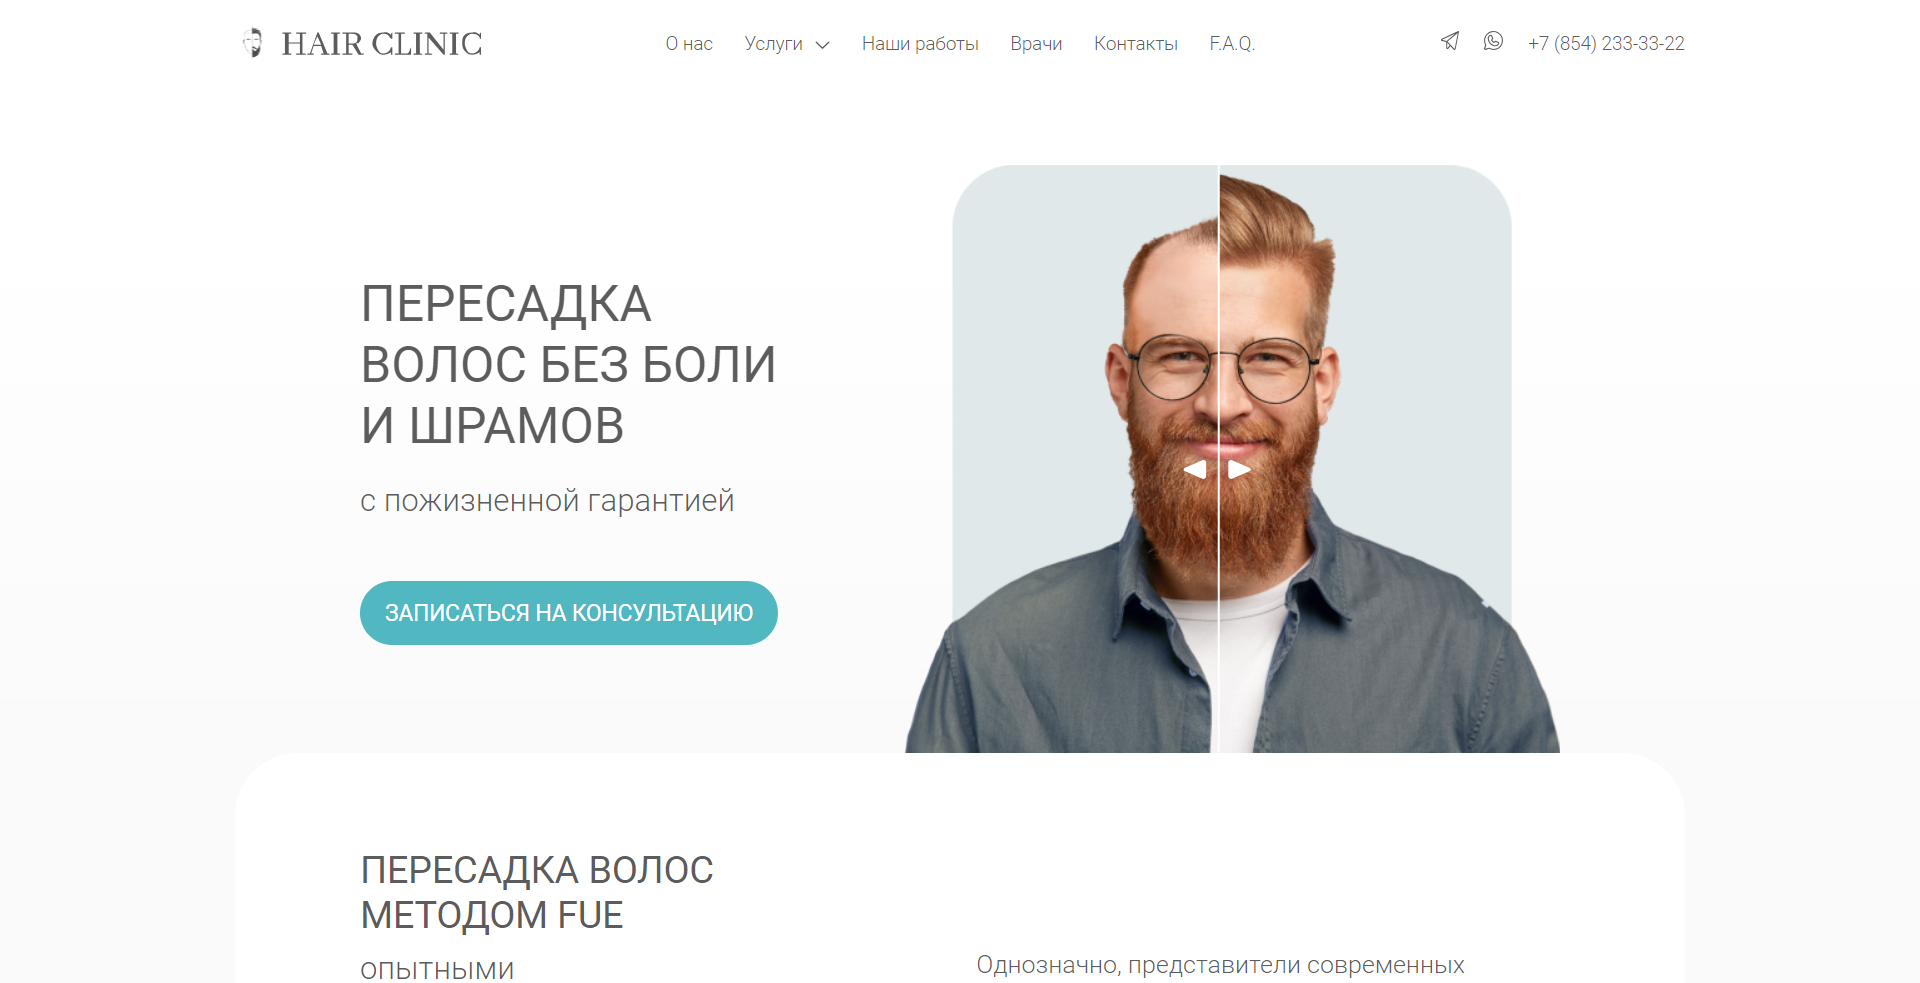 HAIR CLINIC
О нас
Услуги
Наши работы
Врачи
Контакты
F.A.Q.
+7 (854) 233-33-22
ПЕРЕСАДКА
ВОЛОС БЕЗ БОЛИ
И ШРАМОВ
с пожизненной гарантией
ЗАПИСАТЬСЯ НА КОНСУЛЬТАЦИЮ
ПЕРЕСАДКА ВОЛОС
МЕТОДОМ FUE
ОПЫТНЫМИ
Однозначно, представители современных